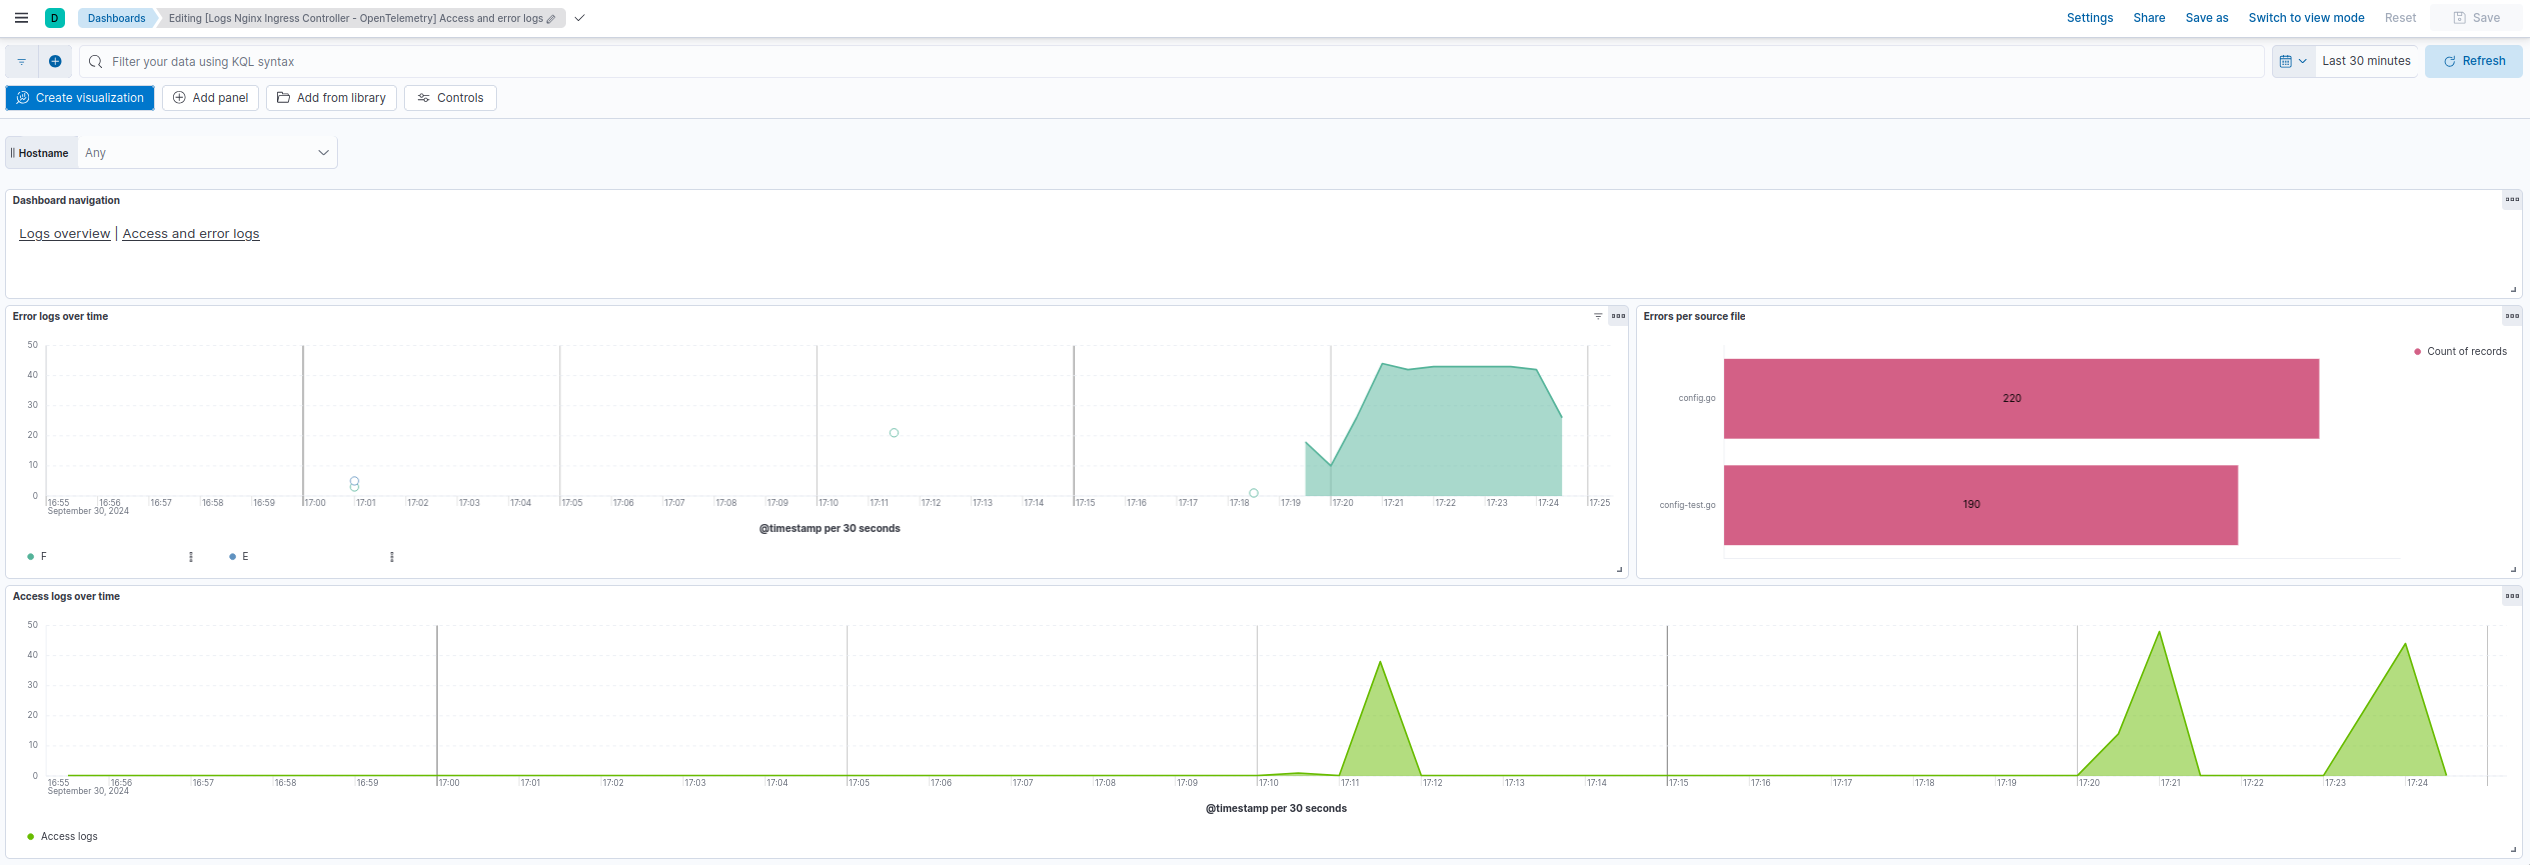 D Dashboards Editing [Logs Nginx Ingress Controller - OpenTelemetry] Access and error logs Settings Share Save as Switch to view mode Reset Save
Filter your data using KQL syntax Last 30 minutes Refresh
Create visualization Add panel Add from library Controls
Hostname Any
Dashboard navigation
Logs overview | Access and error logs
Error logs over time
50
40
30
20
10
0
16:55 16:56 16:57 16:58 16:59 17:00 17:01 17:02 17:03 17:04 17:05 17:06 17:07 17:08 17:09 17:10 17:11 17:12 17:13 17:14 17:15 17:16 17:17 17:18 17:19 17:20 17:21 17:22 17:23 17:24 17:25
September 30, 2024
@timestamp per 30 seconds
F E
Errors per source file
Count of records
config.go 220
config-test.go 190
Access logs over time
50
40
30
20
10
0
16:55 16:56 16:57 16:58 16:59 17:00 17:01 17:02 17:03 17:04 17:05 17:06 17:07 17:08 17:09 17:10 17:11 17:12 17:13 17:14 17:15 17:16 17:17 17:18 17:19 17:20 17:21 17:22 17:23 17:24
September 30, 2024
@timestamp per 30 seconds
Access logs